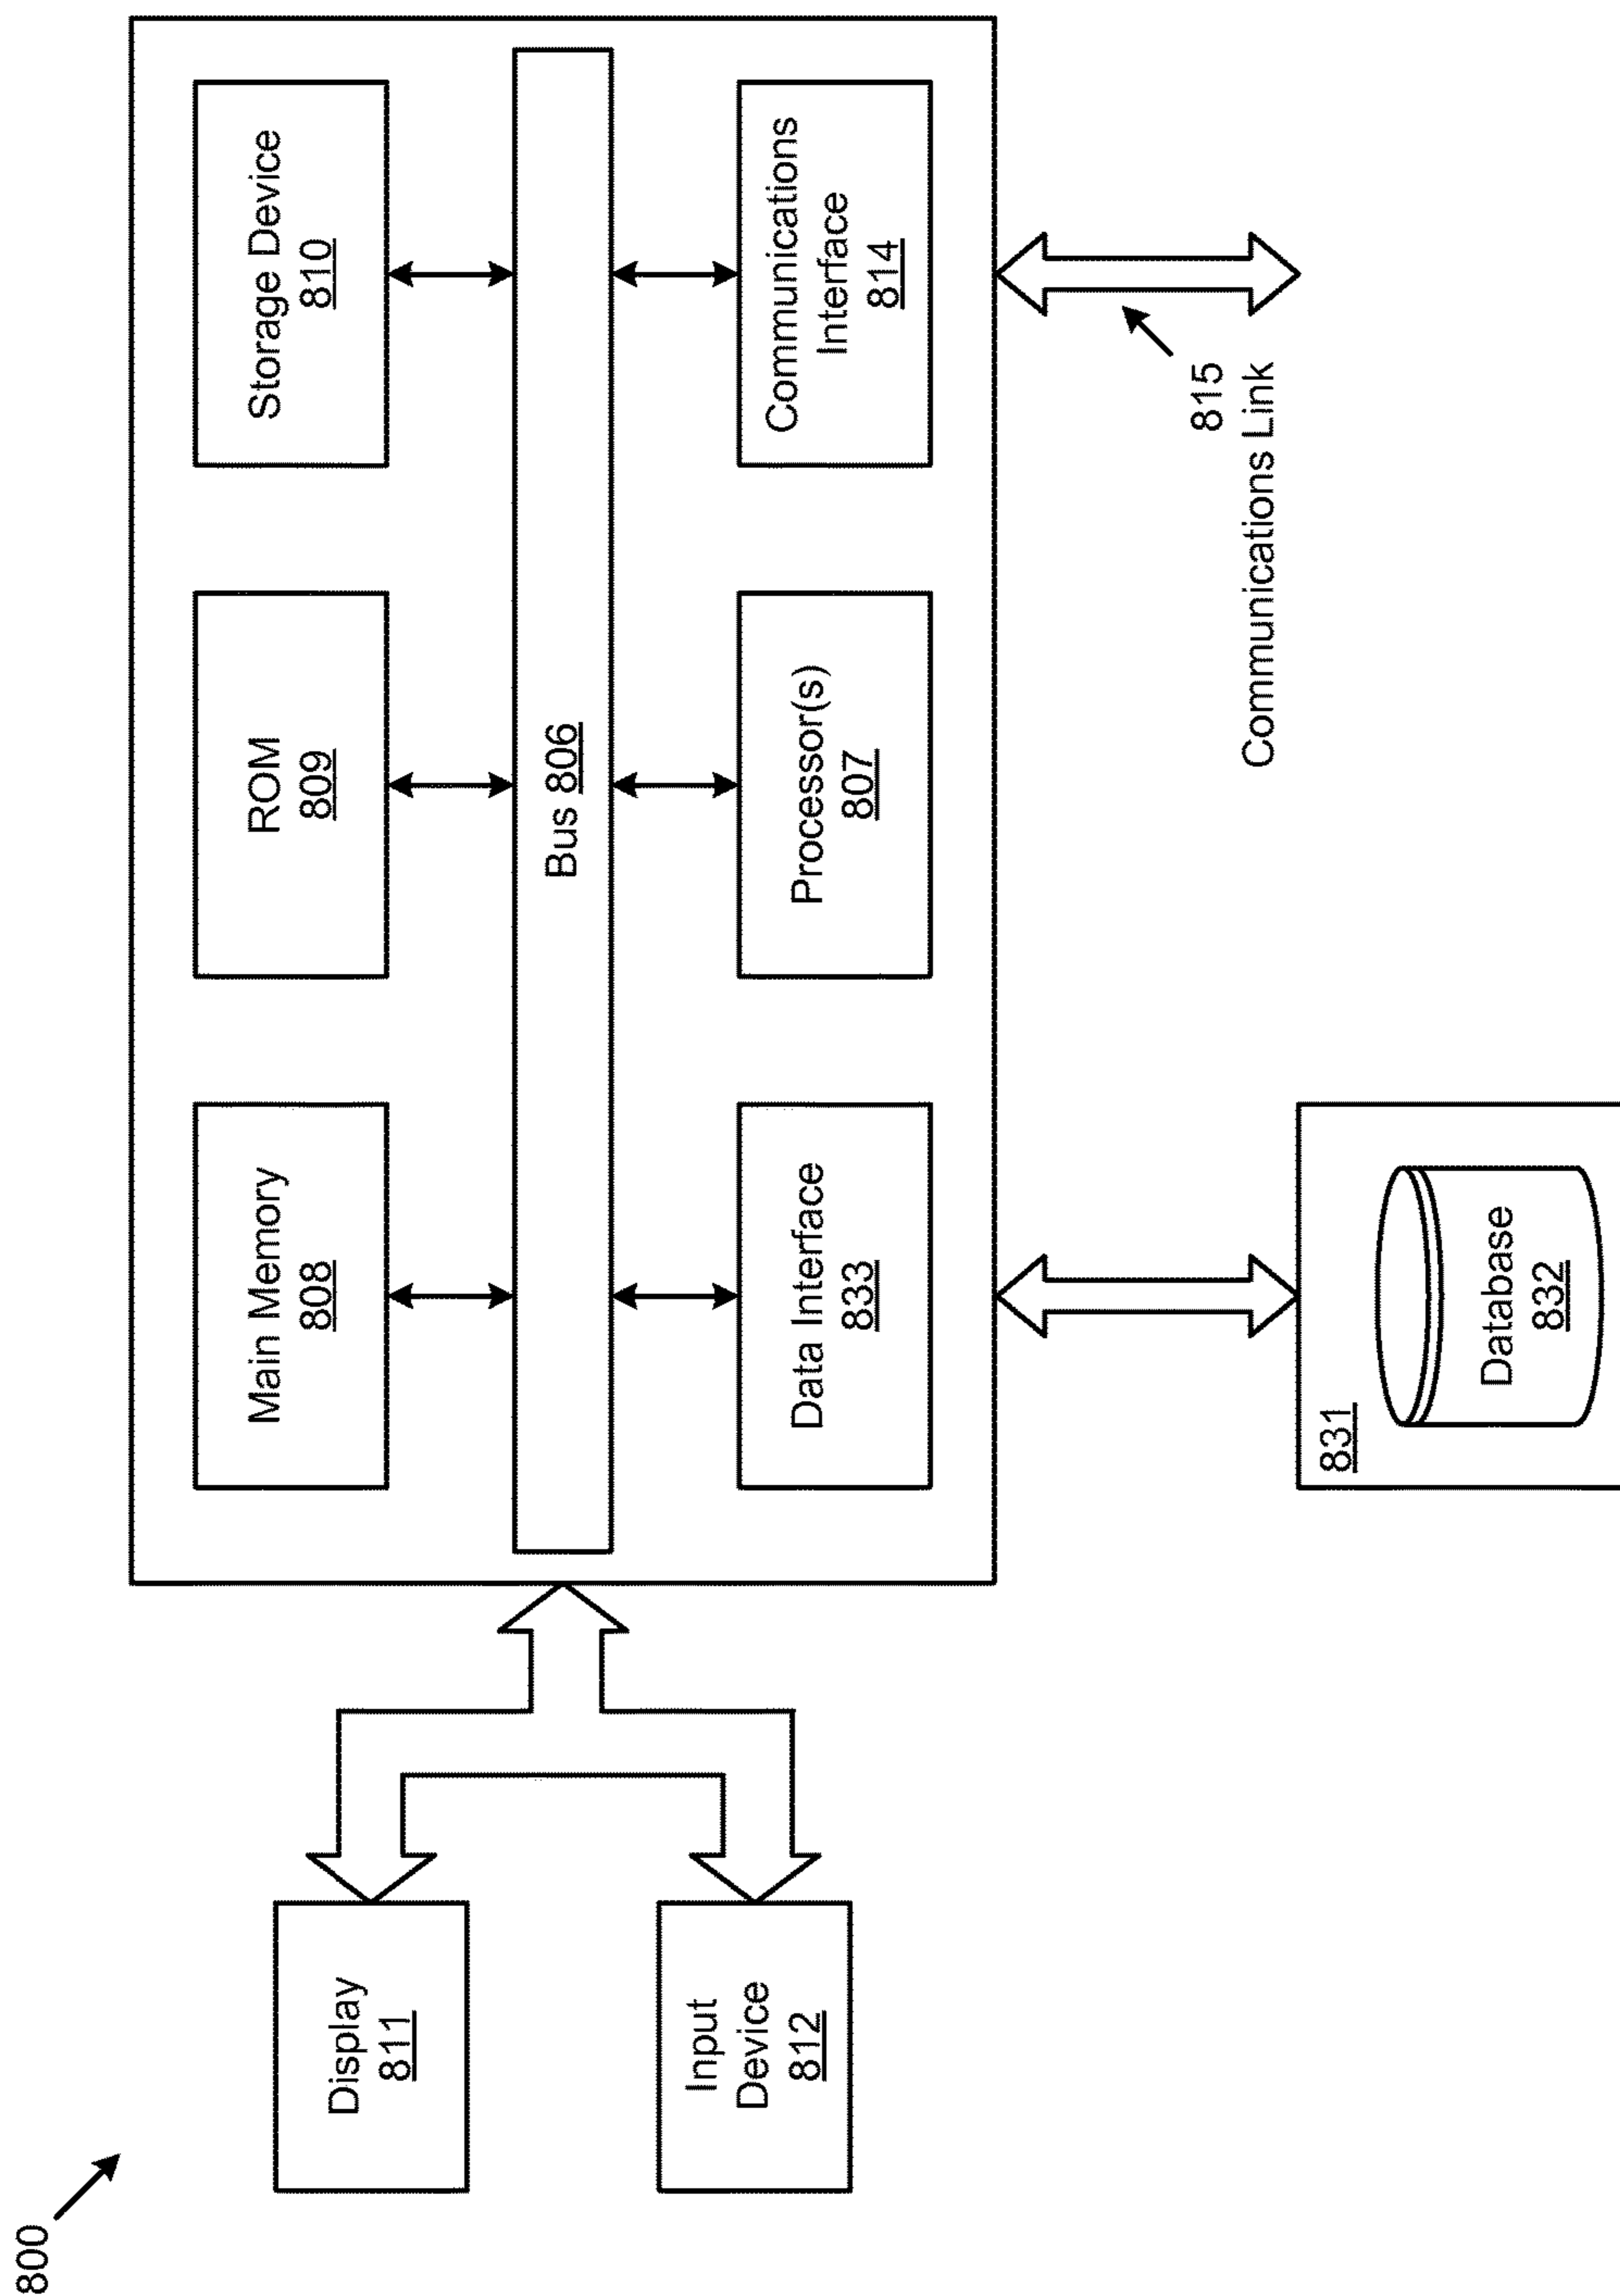 800
Display
811
Input
Device
812
Main Memory
808
ROM
809
Storage Device
810
Bus 806
Data Interface
833
Processor(s)
807
Communications
Interface
814
815
Communications Link
831
Database
832